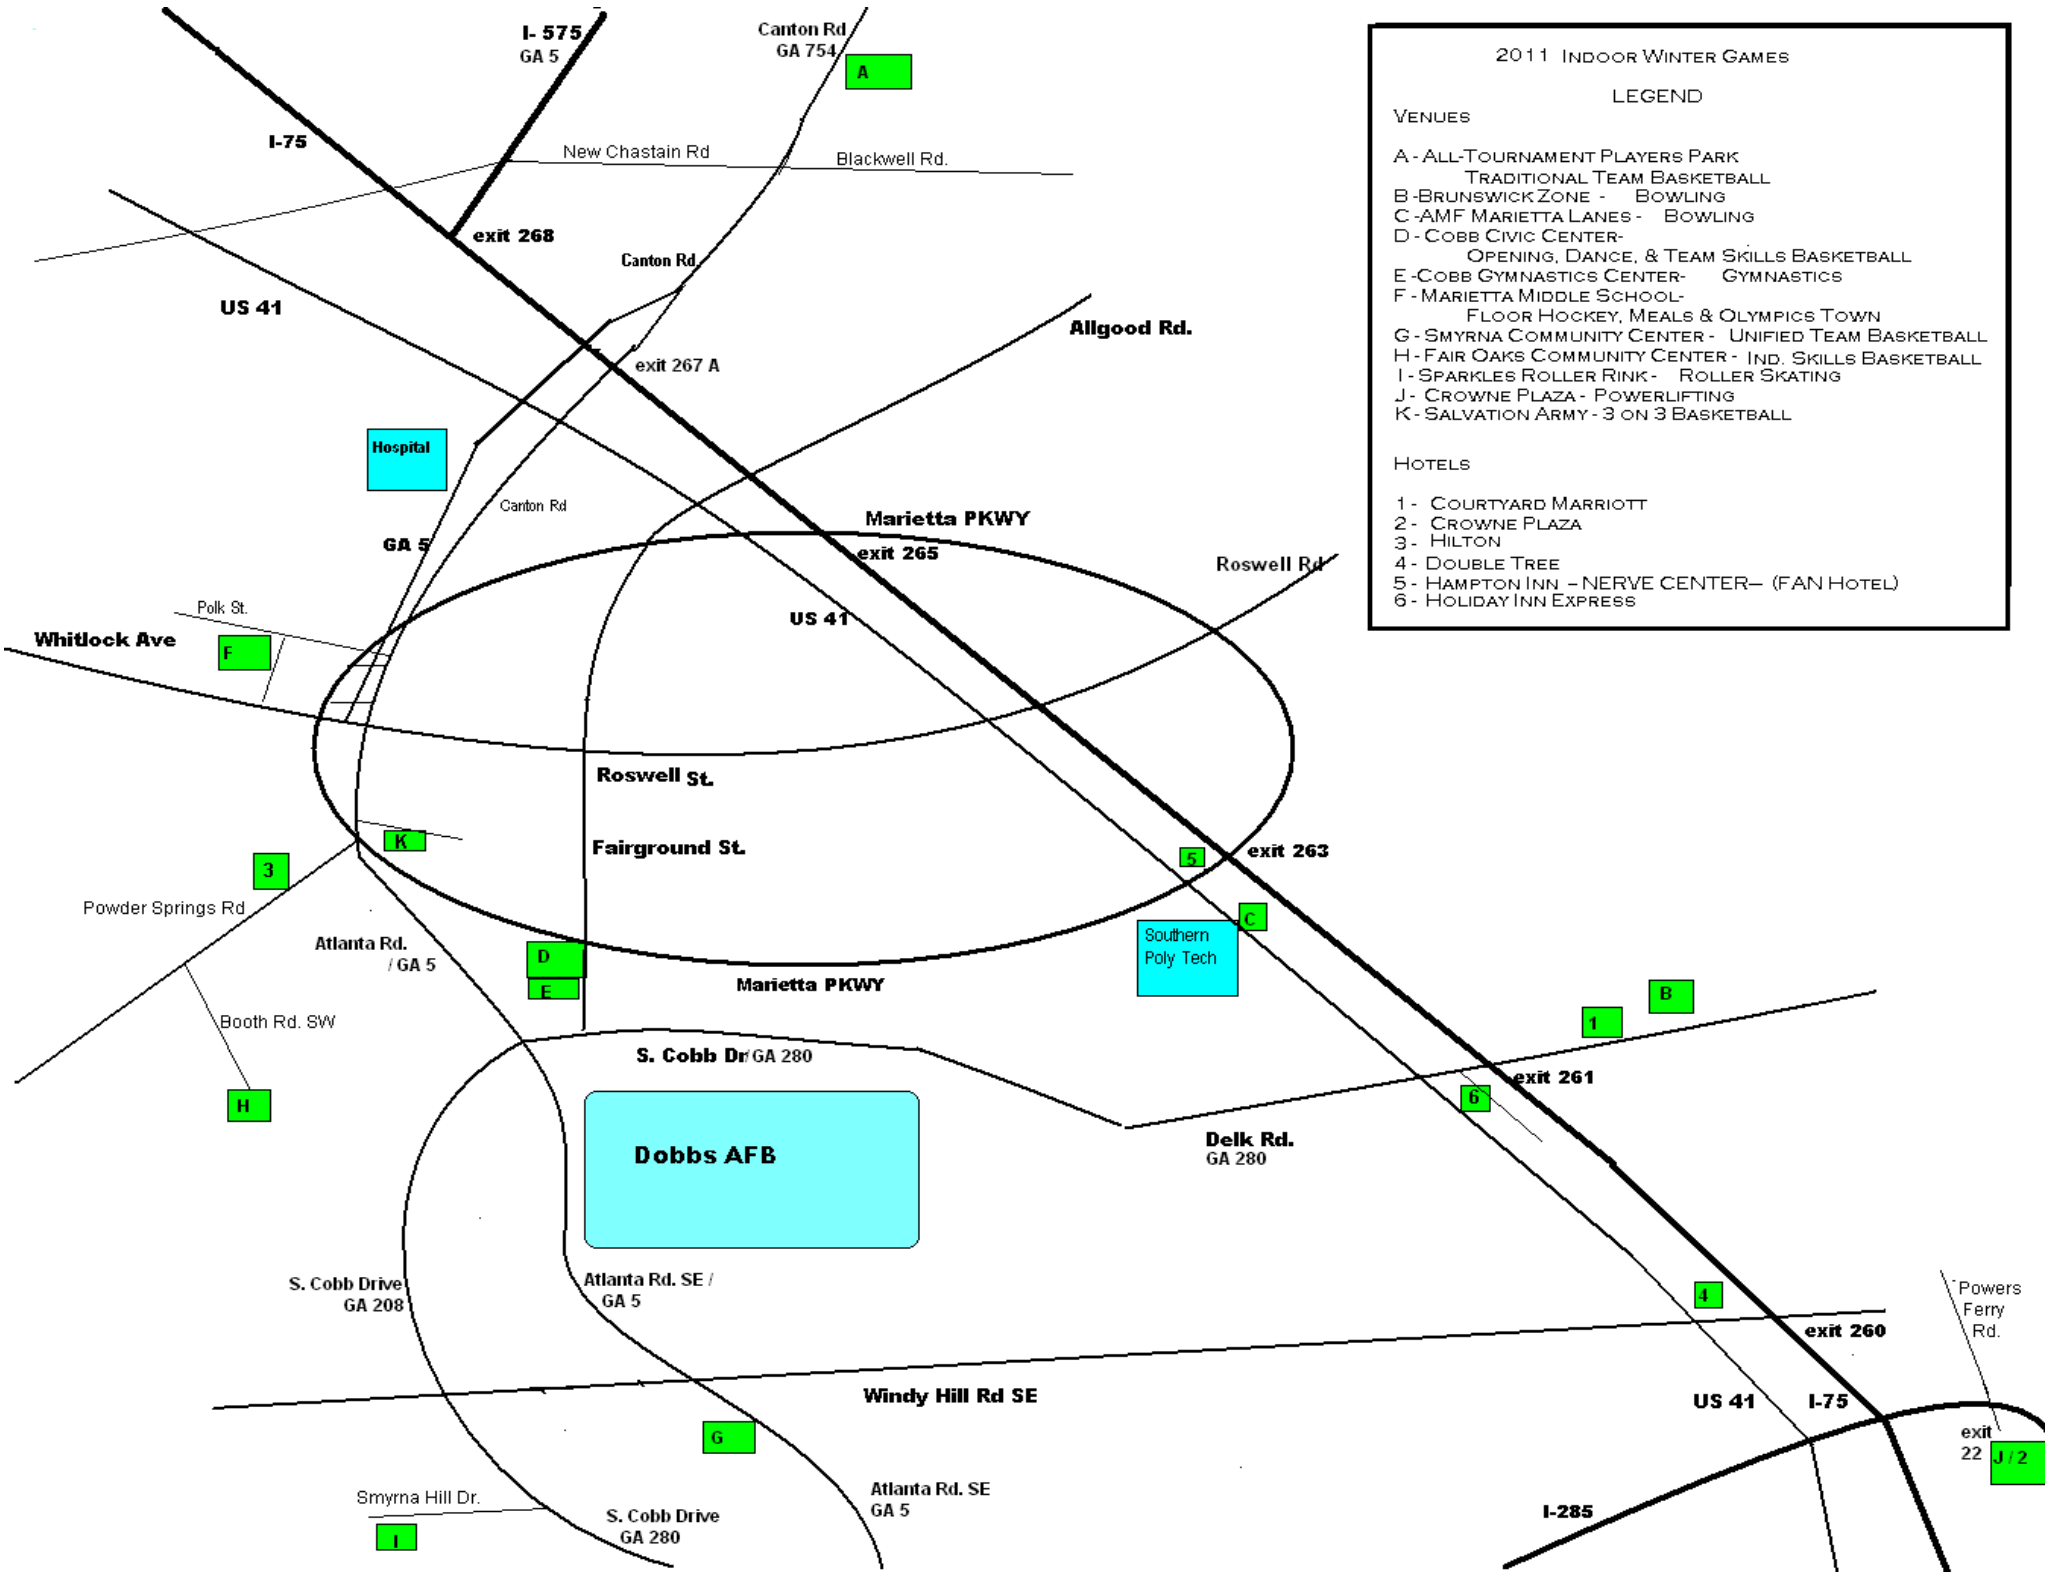 I- 575
GA 5
Canton Rd
GA 754
A
I-75
New Chastain Rd
Blackwell Rd.
exit 268
Canton Rd.
US 41
Allgood Rd.
exit 267 A
Hospital
Canton Rd
GA 5
Marietta PKWY
exit 265
Roswell Rd
US 41
Polk St.
Whitlock Ave
F
Roswell St.
Fairground St.
K
3
5
exit 263
Powder Springs Rd
Atlanta Rd.
/ GA 5
C
Southern
Poly Tech
D
E
Marietta PKWY
B
1
Booth Rd. SW
S. Cobb Dr/GA 280
exit 261
6
H
Dobbs AFB
Delk Rd.
GA 280
S. Cobb Drive
GA 208
Atlanta Rd. SE /
GA 5
4
Powers
Ferry
Rd.
exit 260
Windy Hill Rd SE
US 41
I-75
G
exit
22
J / 2
Smyrna Hill Dr.
Atlanta Rd. SE
GA 5
I-285
S. Cobb Drive
GA 280
I
2011 Indoor Winter Games
LEGEND
Venues
A - All-Tournament Players Park
Traditional Team Basketball
B -Brunswick Zone - Bowling
C -AMF Marietta Lanes - Bowling
D - Cobb Civic Center-
Opening, Dance, & Team Skills Basketball
E -Cobb Gymnastics Center- Gymnastics
F - Marietta Middle School-
Floor Hockey, Meals & Olympics Town
G - Smyrna Community Center - Unified Team Basketball
H - Fair Oaks Community Center - Ind. Skills Basketball
I - Sparkles Roller Rink - Roller Skating
J - Crowne Plaza - Powerlifting
K - Salvation Army - 3 on 3 Basketball
Hotels
1 - Courtyard Marriott
2 - Crowne Plaza
3 - Hilton
4 - Double Tree
5 - Hampton Inn –NERVE CENTER– (FAN Hotel)
6 - Holiday Inn Express